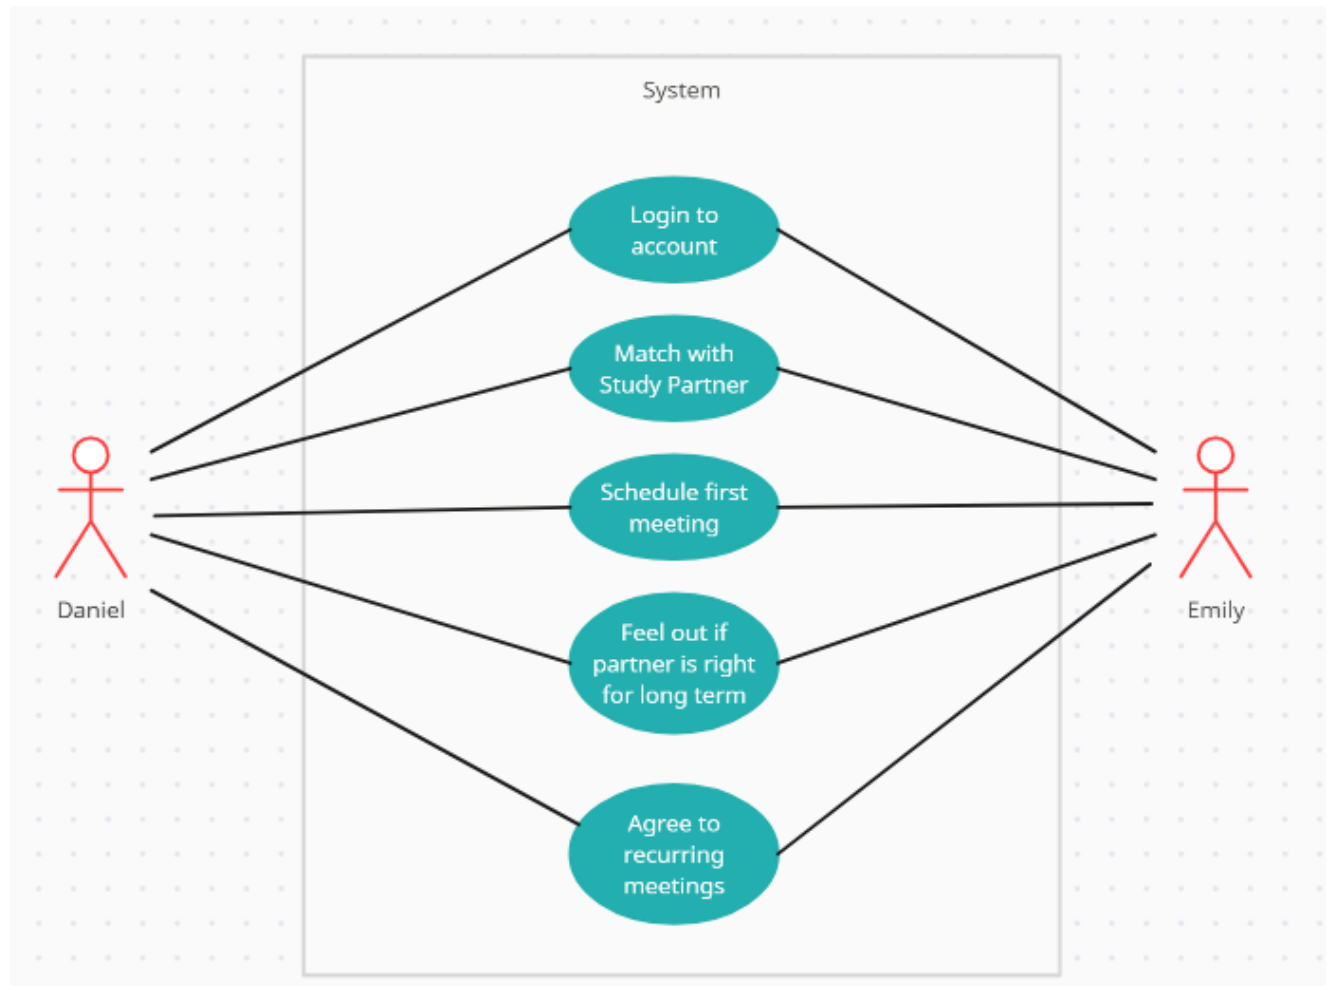 System
Login to
account
Match with
Study Partner
Schedule first
meeting
Daniel
Emily
Feel out if
partner is right
for long term
Agree to
recurring
meetings